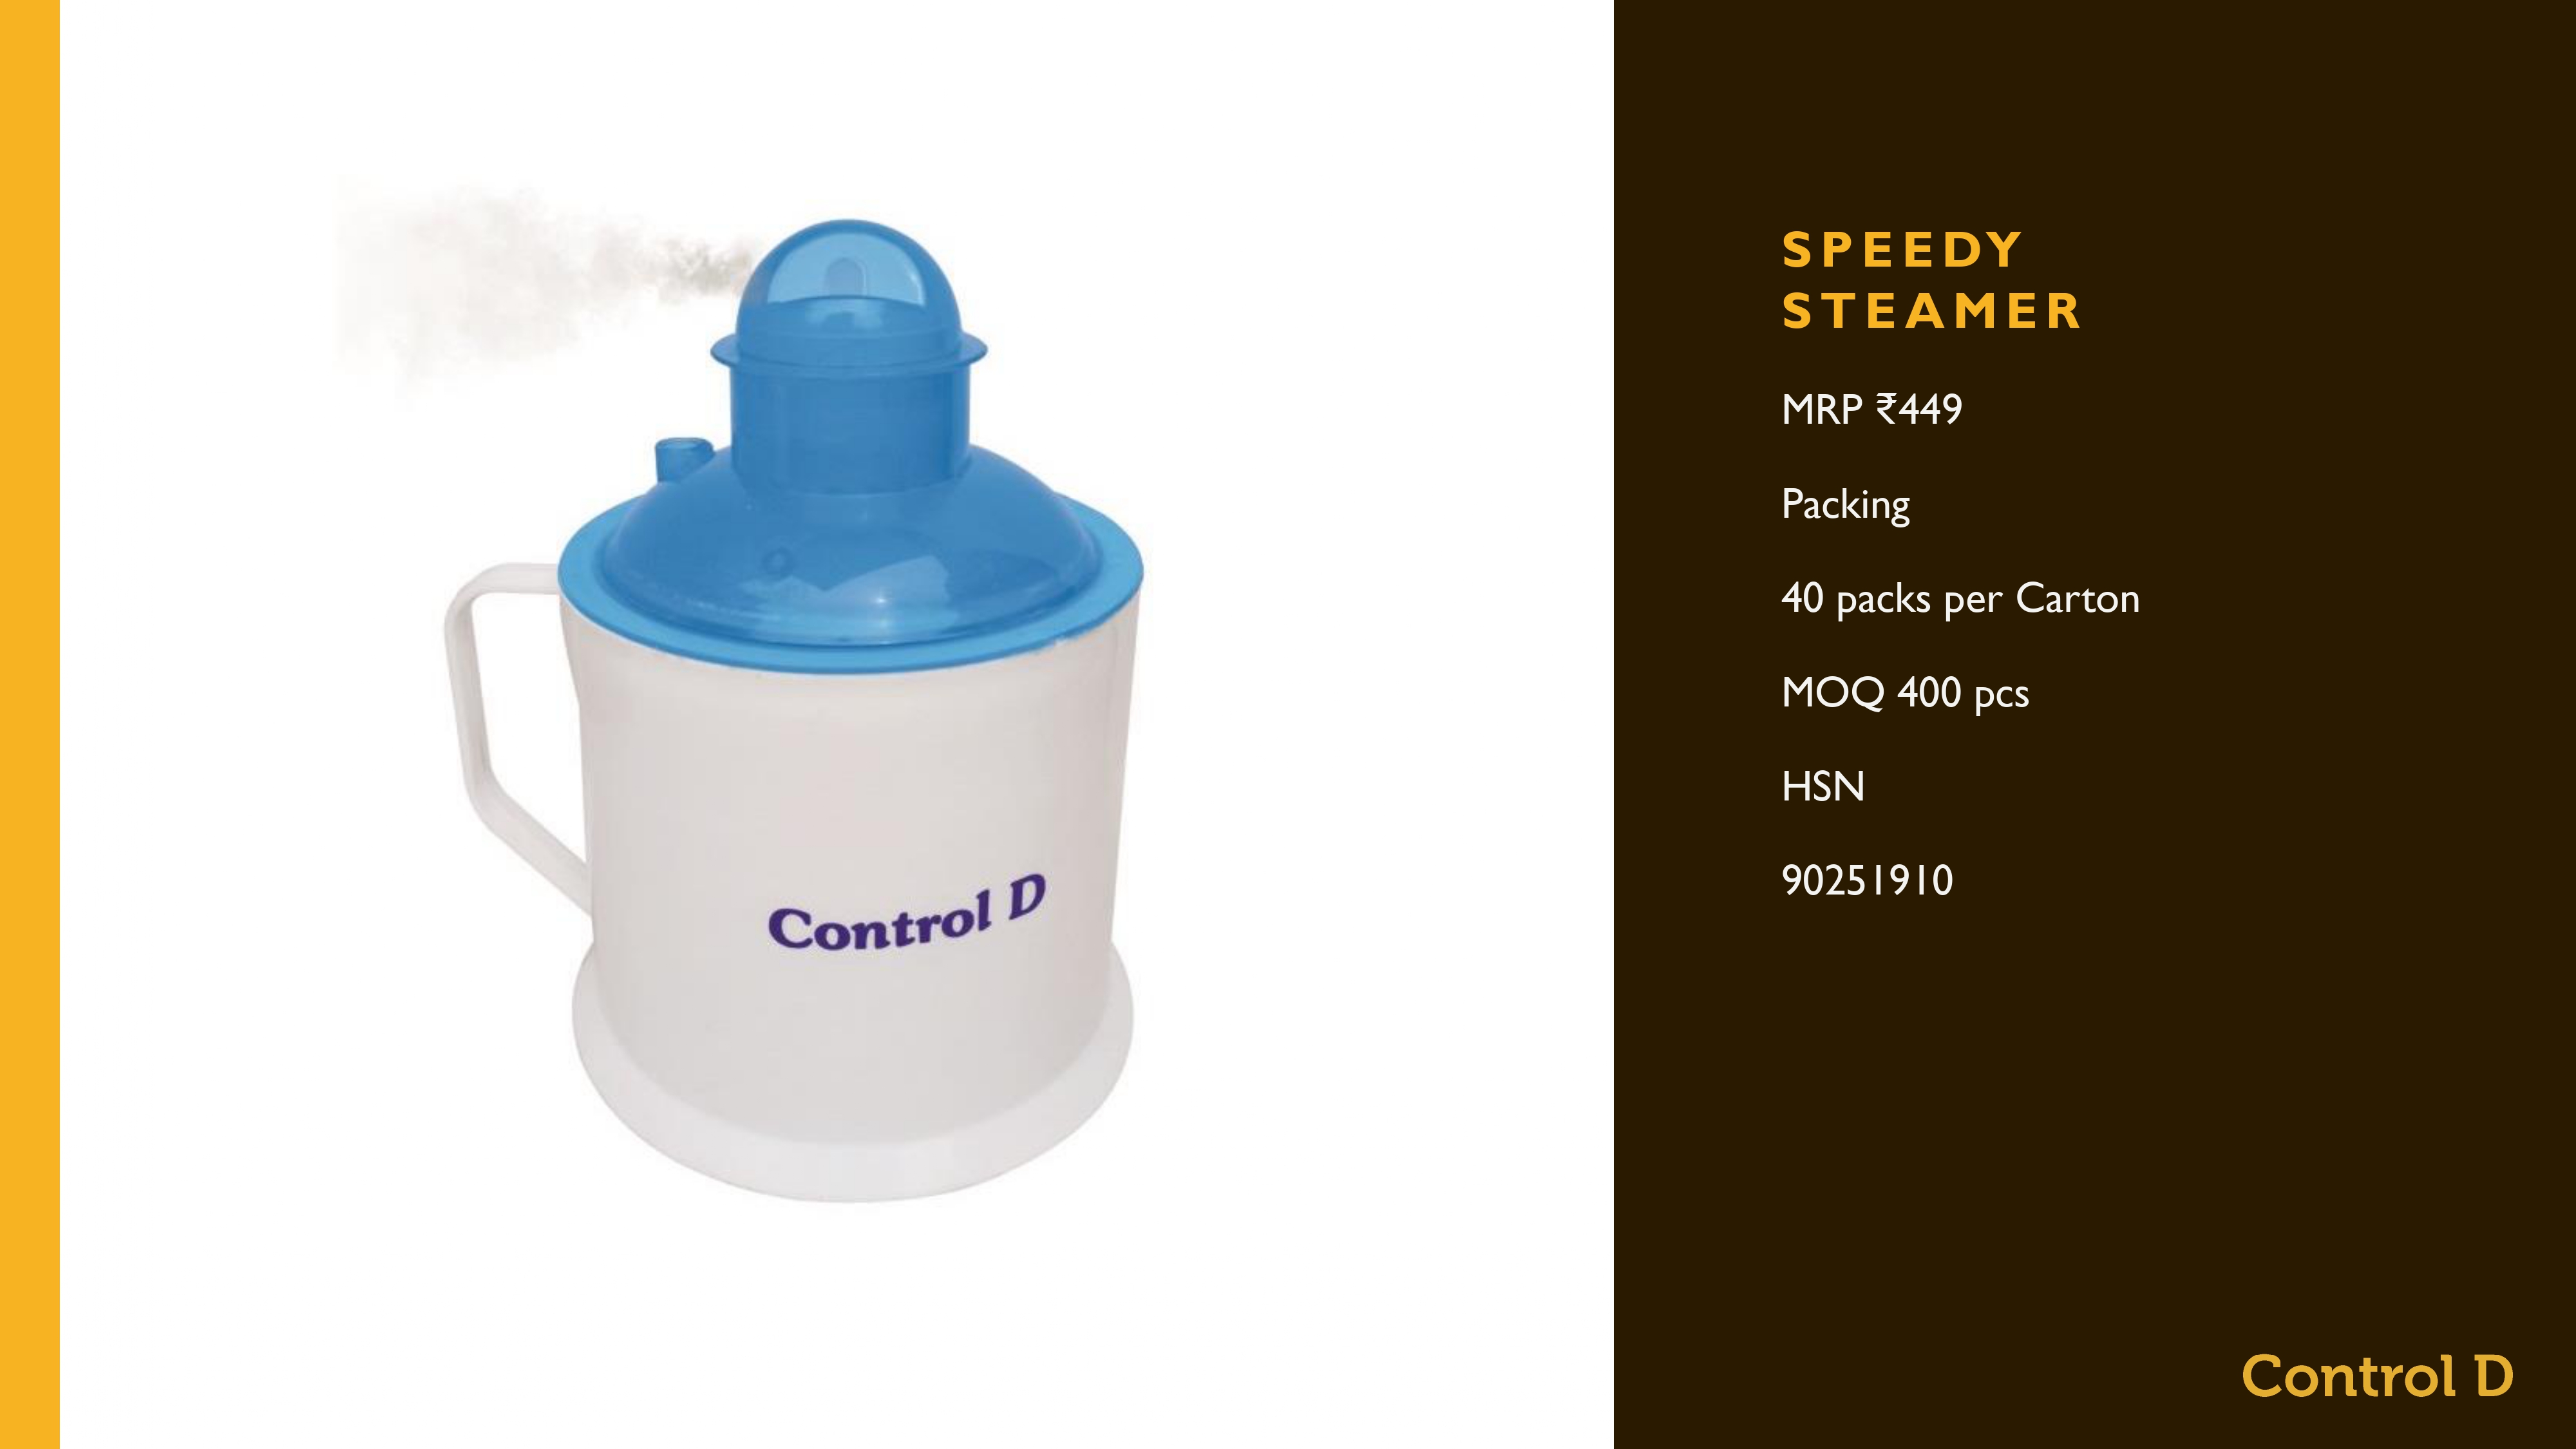 Control D
SPEEDY
STEAMER
MRP ₹449
Packing
40 packs per Carton
MOQ 400 pcs
HSN
90251910
Control D